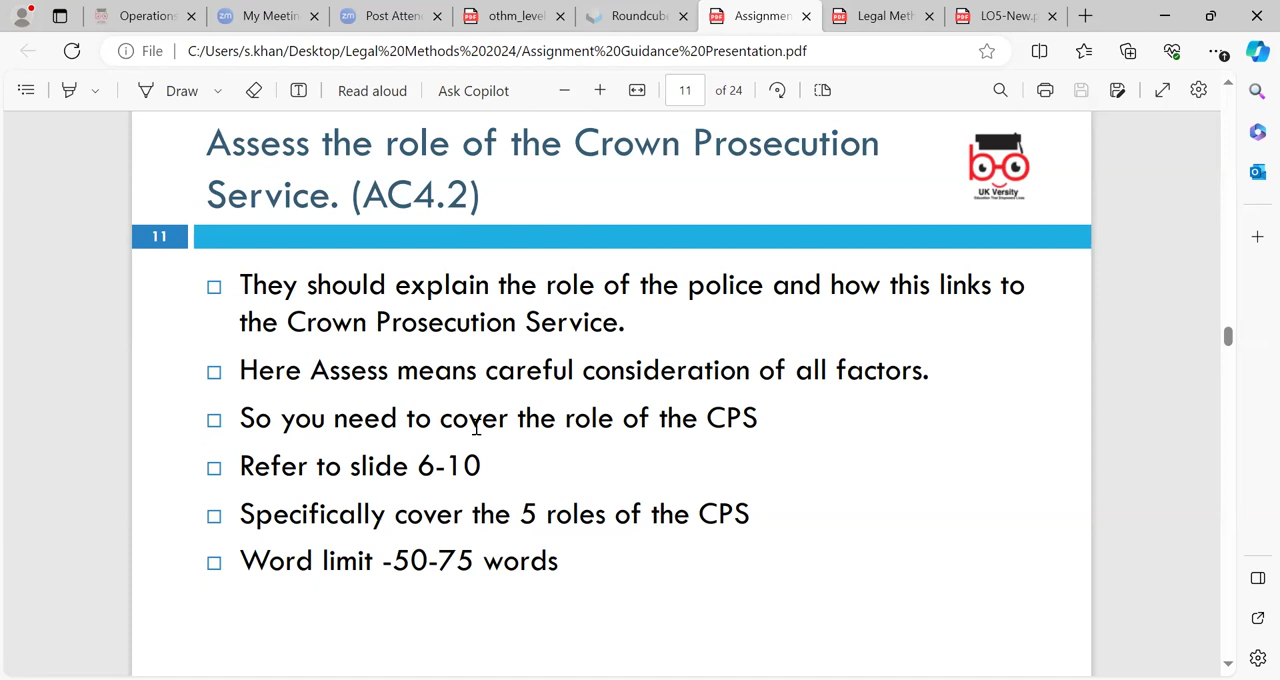 Operations
My Meetin
Post Atten
othm_level
Roundcube
Assignmen
Legal Meth
LO5-New.p
File
C:/Users/s.khan/Desktop/Legal%20Methods%202024/Assignment%20Guidance%20Presentation.pdf
Draw
Read aloud
Ask Copilot
11
of 24
Assess the role of the Crown Prosecution
Service. (AC4.2)
UK Versity
11
They should explain the role of the police and how this links to
the Crown Prosecution Service.
Here Assess means careful consideration of all factors.
So you need to cover the role of the CPS
Refer to slide 6-10
Specifically cover the 5 roles of the CPS
Word limit -50-75 words